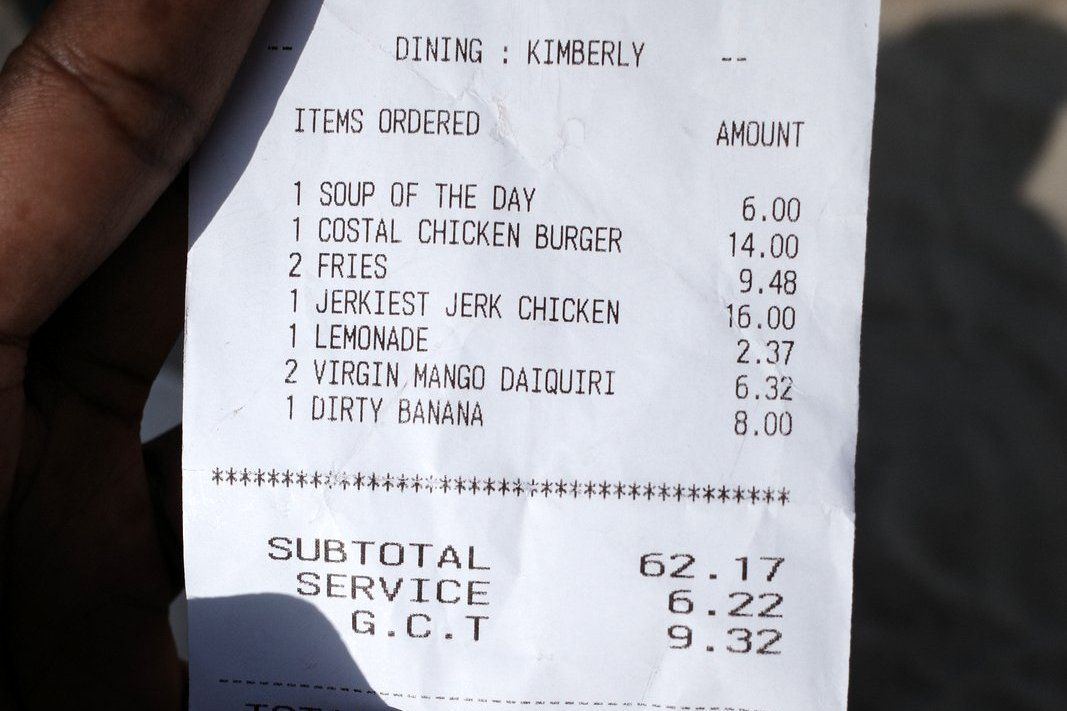 -- DINING : KIMBERLY --
ITEMS ORDERED AMOUNT
1 SOUP OF THE DAY 6.00
1 COSTAL CHICKEN BURGER 14.00
2 FRIES 9.48
1 JERKIEST JERK CHICKEN 16.00
1 LEMONADE 2.37
2 VIRGIN MANGO DAIQUIRI 6.32
1 DIRTY BANANA 8.00
*****************************************
SUBTOTAL 62.17
SERVICE 6.22
G.C.T 9.32